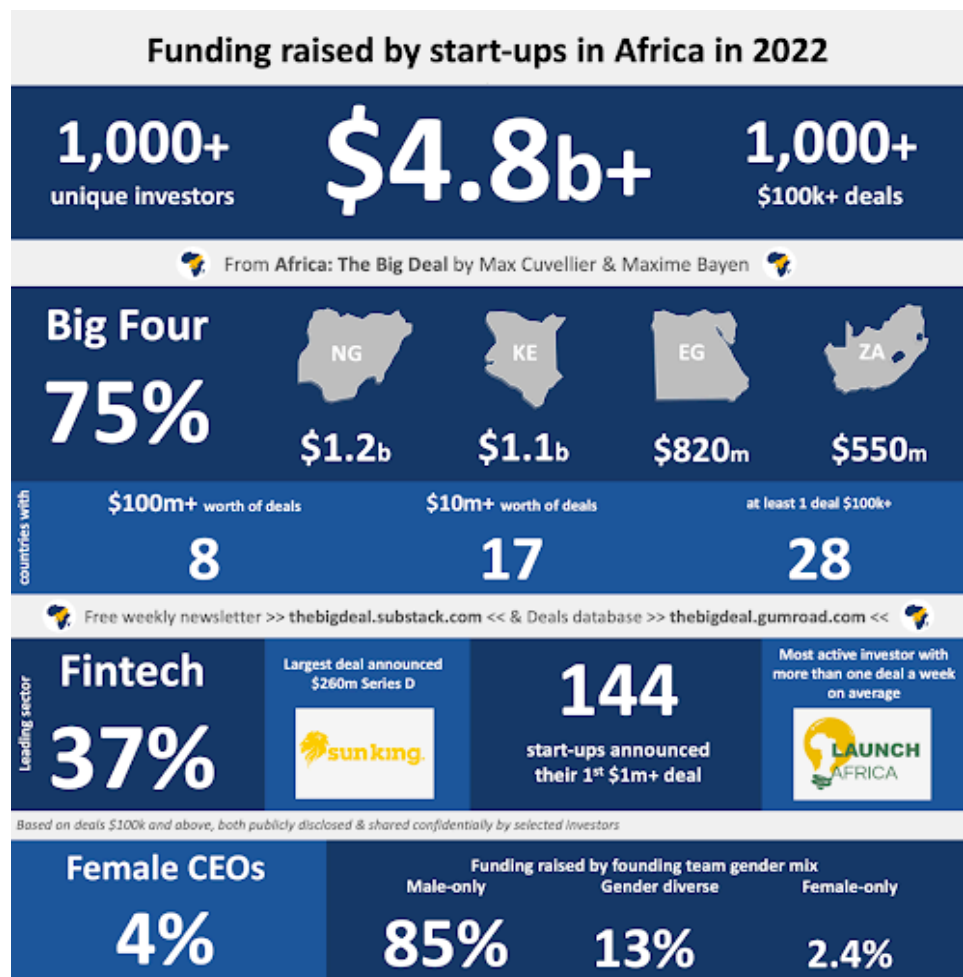 Funding raised by start-ups in Africa in 2022
1,000+
unique investors
$4.8b+
1,000+
$100k+ deals
From Africa: The Big Deal by Max Cuvellier & Maxime Bayen
Big Four
75%
NG
$1.2b
KE
$1.1b
EG
$820m
ZA
$550m
countries with
$100m+ worth of deals
8
$10m+ worth of deals
17
at least 1 deal $100k+
28
Free weekly newsletter >> thebigdeal.substack.com << & Deals database >> thebigdeal.gumroad.com <<
Leading sector
Fintech
37%
Largest deal announced
$260m Series D
sunking.
144
start-ups announced
their 1st $1m+ deal
Most active investor with
more than one deal a week
on average
LAUNCH
AFRICA
Based on deals $100k and above, both publicly disclosed & shared confidentially by selected investors
Female CEOs
4%
Funding raised by founding team gender mix
Male-only
85%
Gender diverse
13%
Female-only
2.4%